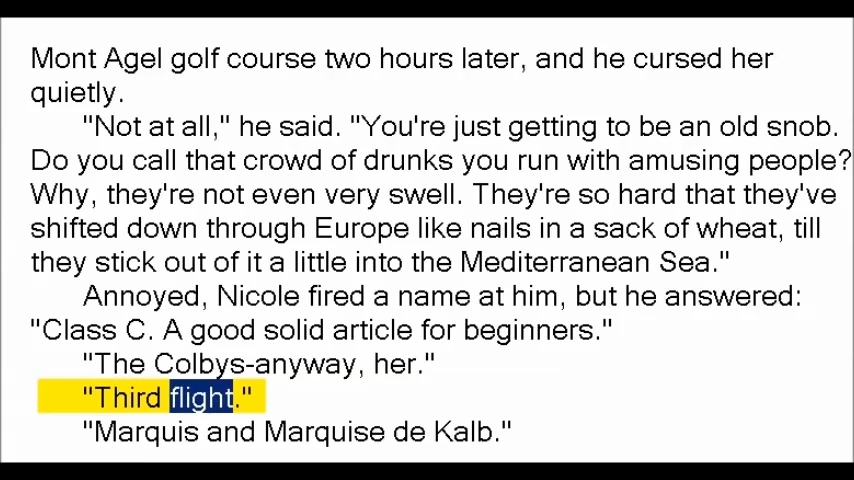 Mont Agel golf course two hours later, and he cursed her
quietly.
"Not at all," he said. "You're just getting to be an old snob.
Do you call that crowd of drunks you run with amusing people?
Why, they're not even very swell. They're so hard that they've
shifted down through Europe like nails in a sack of wheat, till
they stick out of it a little into the Mediterranean Sea."
Annoyed, Nicole fired a name at him, but he answered:
"Class C. A good solid article for beginners."
"The Colbys-anyway, her."
"Third flight."
"Marquis and Marquise de Kalb."